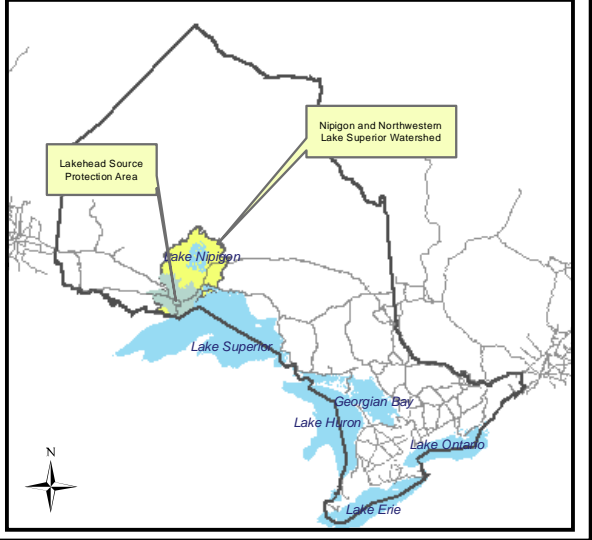 Nipigon and Northwestern
Lake Superior Watershed
Lakehead Source
Protection Area
Lake Nipigon
Lake Superior
Georgian Bay
Lake Huron
Lake Ontario
N
Lake Erie